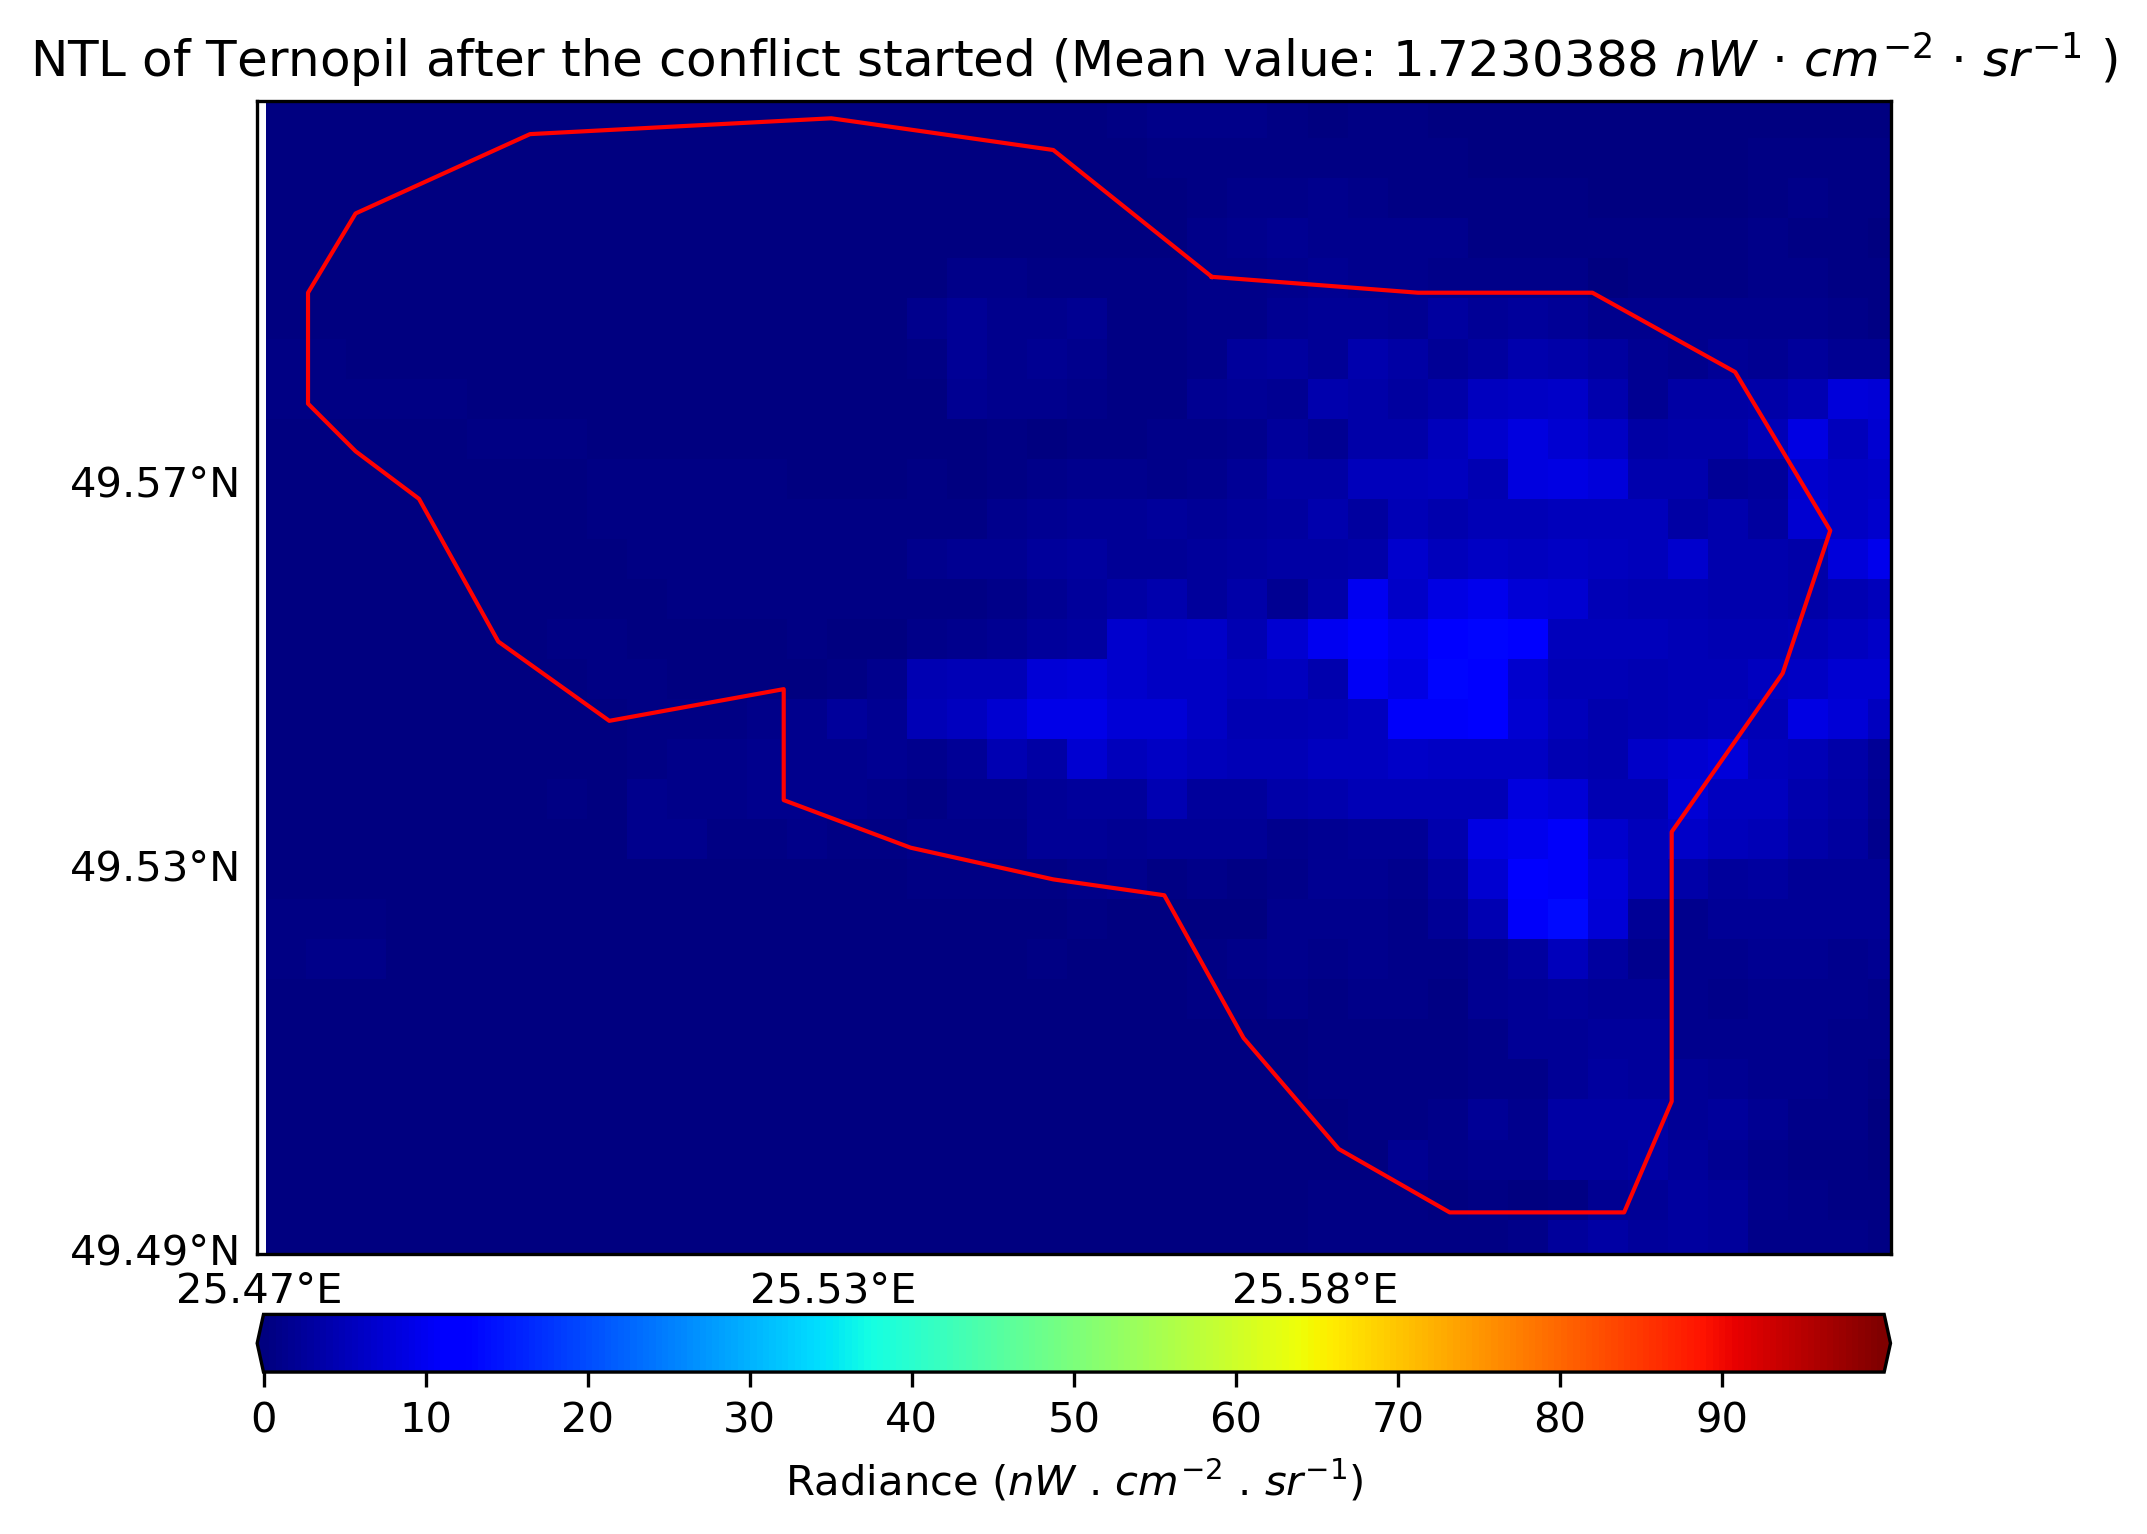 NTL of Ternopil after the conflict started (Mean value: 1.7230388 nW · cm⁻² · sr⁻¹ )
49.57°N
49.53°N
49.49°N
25.47°E 25.53°E 25.58°E
0 10 20 30 40 50 60 70 80 90
Radiance (nW . cm⁻² . sr⁻¹)